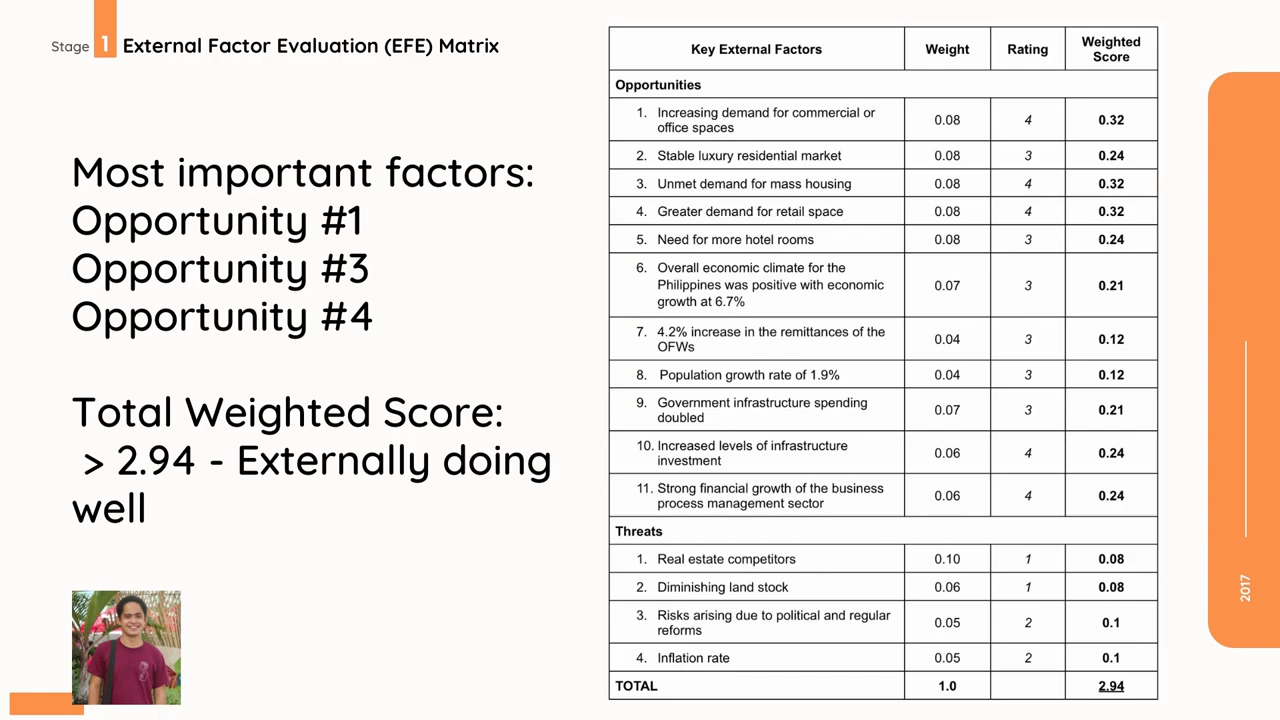 Stage 1 External Factor Evaluation (EFE) Matrix
Most important factors:
Opportunity #1
Opportunity #3
Opportunity #4
Total Weighted Score:
> 2.94 - Externally doing
well
Key External Factors Weight Rating Weighted Score
Opportunities
1. Increasing demand for commercial or
office spaces 0.08 4 0.32
2. Stable luxury residential market 0.08 3 0.24
3. Unmet demand for mass housing 0.08 4 0.32
4. Greater demand for retail space 0.08 4 0.32
5. Need for more hotel rooms 0.08 3 0.24
6. Overall economic climate for the
Philippines was positive with economic
growth at 6.7% 0.07 3 0.21
7. 4.2% increase in the remittances of the
OFWs 0.04 3 0.12
8. Population growth rate of 1.9% 0.04 3 0.12
9. Government infrastructure spending
doubled 0.07 3 0.21
10. Increased levels of infrastructure
investment 0.06 4 0.24
11. Strong financial growth of the business
process management sector 0.06 4 0.24
Threats
1. Real estate competitors 0.10 1 0.08
2. Diminishing land stock 0.06 1 0.08
3. Risks arising due to political and regular
reforms 0.05 2 0.1
4. Inflation rate 0.05 2 0.1
TOTAL 1.0 2.94
2017